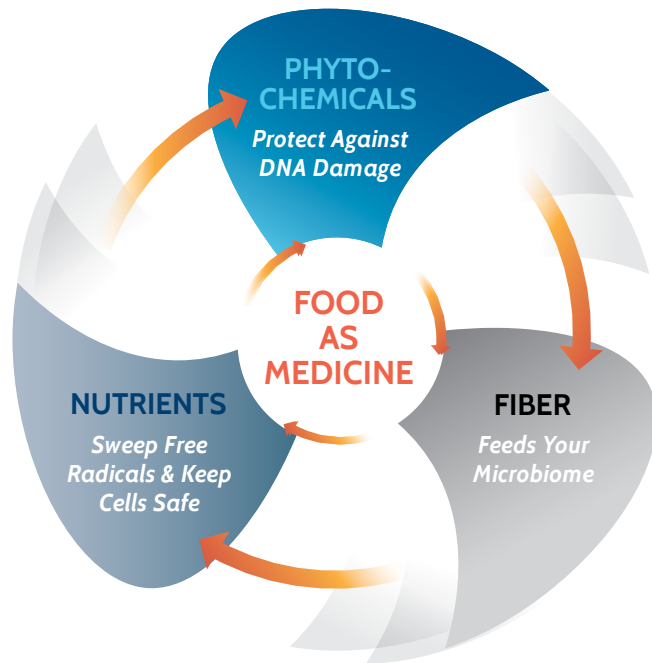 PHYTO-
CHEMICALS
Protect Against
DNA Damage
FOOD
AS
MEDICINE
NUTRIENTS
Sweep Free
Radicals & Keep
Cells Safe
FIBER
Feeds Your
Microbiome